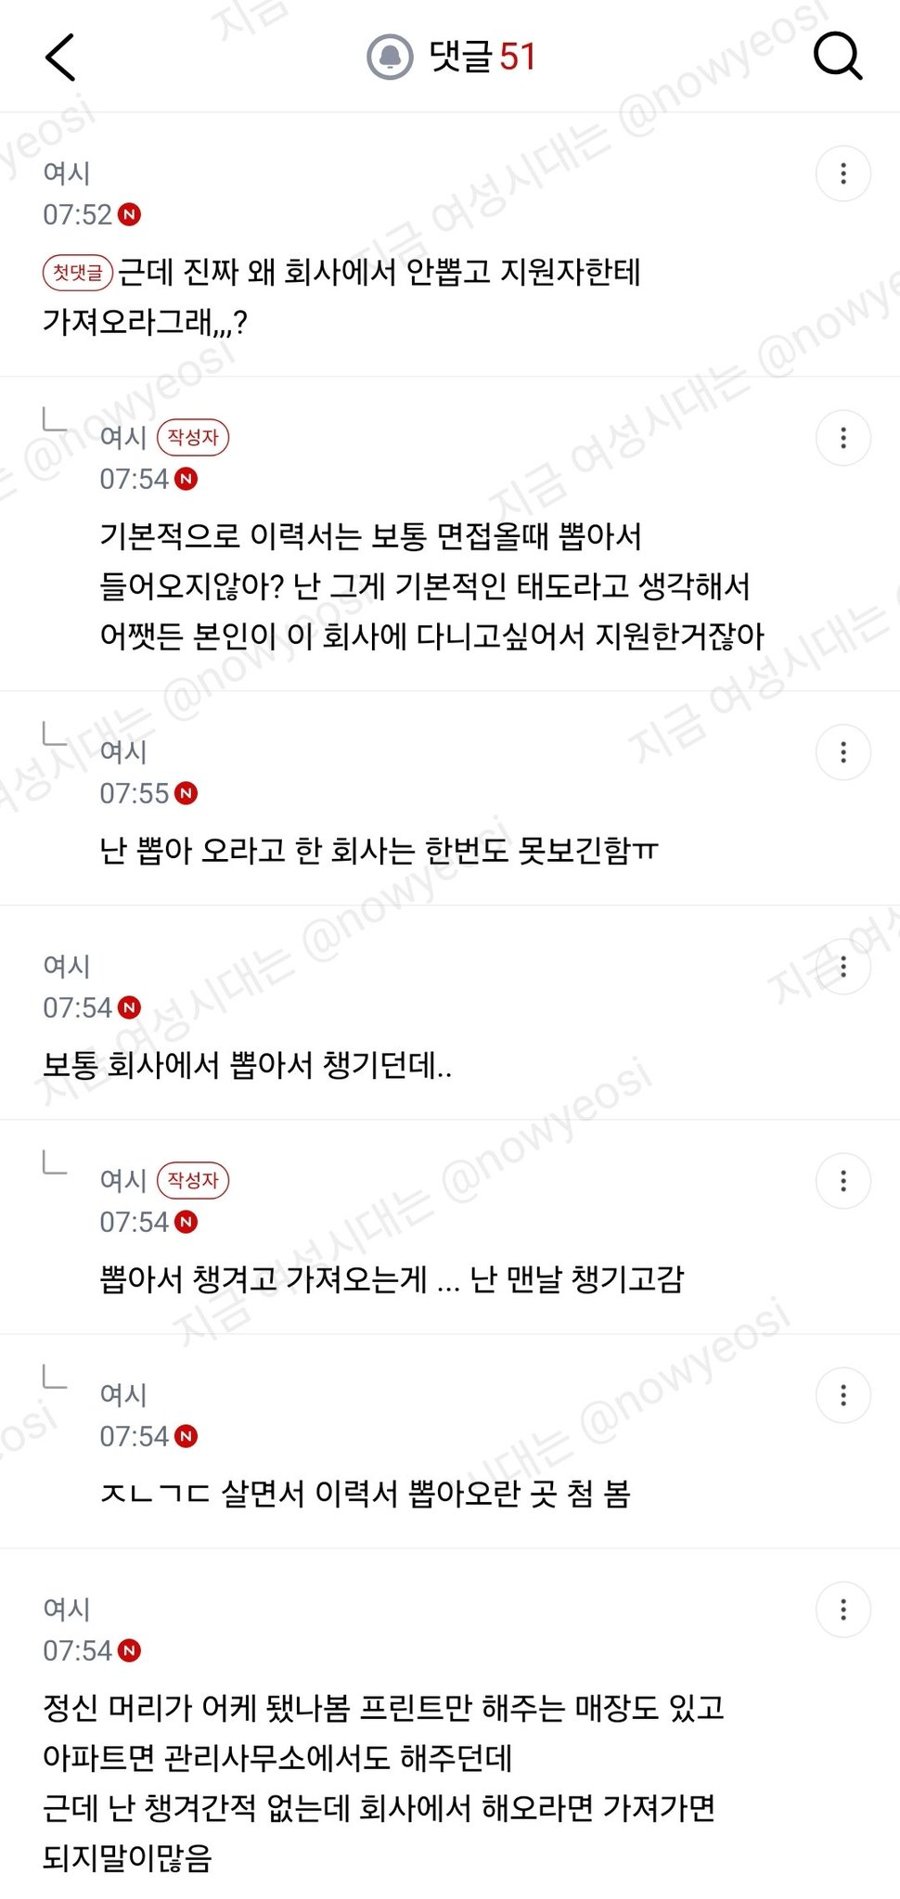 댓글 51
여시
07:52 N
첫댓글 근데 진짜 왜 회사에서 안뽑고 지원자한테
가져오라그래,,,?
여시 작성자
07:54 N
기본적으로 이력서는 보통 면접올때 뽑아서
들어오지않아? 난 그게 기본적인 태도라고 생각해서
어쨋든 본인이 이 회사에 다니고싶어서 지원한거잖아
여시
07:55 N
난 뽑아 오라고 한 회사는 한번도 못보긴함ㅠ
여시
07:54 N
보통 회사에서 뽑아서 챙기던데..
여시 작성자
07:54 N
뽑아서 챙겨고 가져오는게 ... 난 맨날 챙기고감
여시
07:54 N
ㅈㄴㄱㄷ 살면서 이력서 뽑아오란 곳 첨 봄
여시
07:54 N
정신 머리가 어케 됐나봄 프린트만 해주는 매장도 있고
아파트면 관리사무소에서도 해주던데
근데 난 챙겨간적 없는데 회사에서 해오라면 가져가면
되지말이많음
지금 여성시대는 @nowyeosi